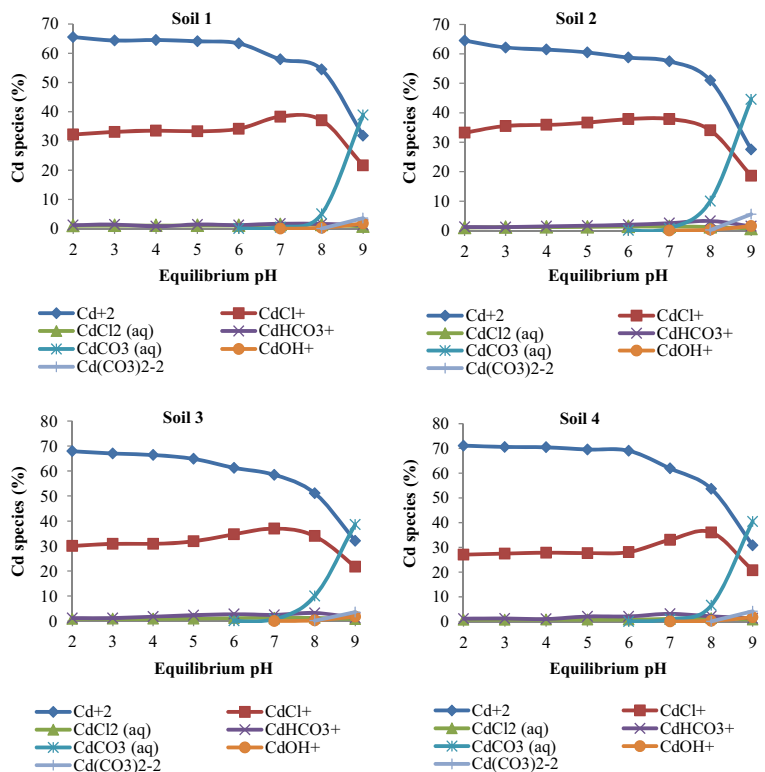 Soil 1
Cd species (%)
70
60
50
40
30
20
10
0
2 3 4 5 6 7 8 9
Equilibrium pH
Cd+2
CdCl+
CdCl2 (aq)
CdHCO3+
CdCO3 (aq)
CdOH+
Cd(CO3)2-2
Soil 2
Cd species (%)
70
60
50
40
30
20
10
0
2 3 4 5 6 7 8 9
Equilibrium pH
Cd+2
CdCl+
CdCl2 (aq)
CdHCO3+
CdCO3 (aq)
CdOH+
Cd(CO3)2-2
Soil 3
Cd species (%)
80
70
60
50
40
30
20
10
0
2 3 4 5 6 7 8 9
Equilibrium pH
Cd+2
CdCl+
CdCl2 (aq)
CdHCO3+
CdCO3 (aq)
CdOH+
Cd(CO3)2-2
Soil 4
Cd species (%)
80
70
60
50
40
30
20
10
0
2 3 4 5 6 7 8 9
Equilibrium pH
Cd+2
CdCl+
CdCl2 (aq)
CdHCO3+
CdCO3 (aq)
CdOH+
Cd(CO3)2-2